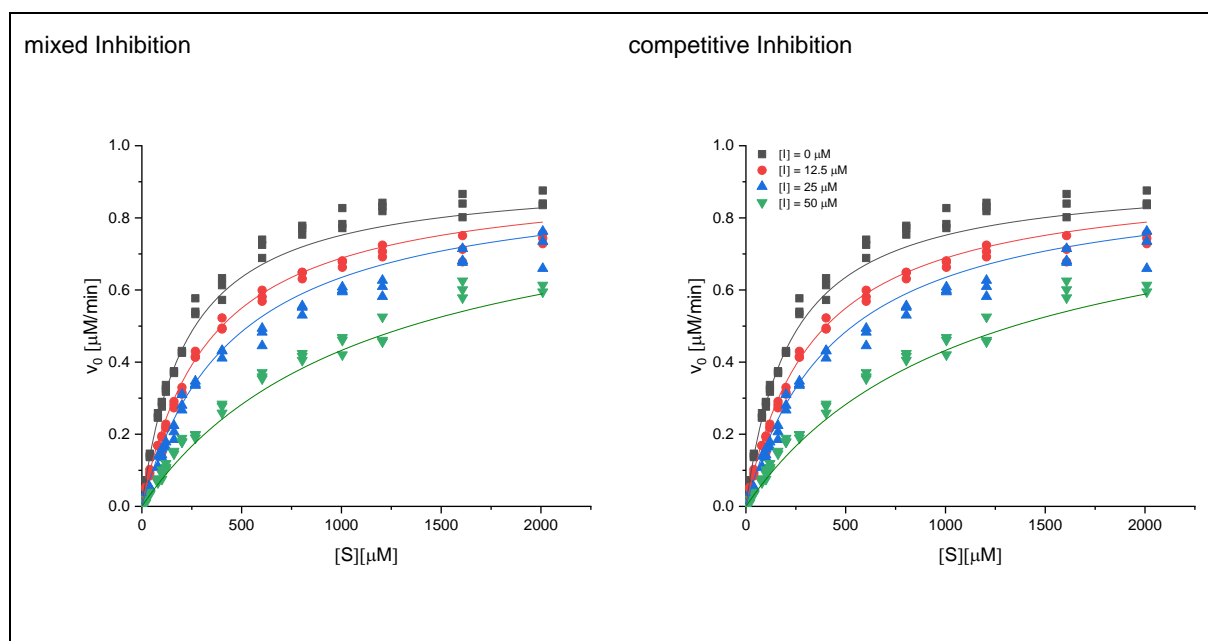 mixed Inhibition
1.0
0.8
0.6
0.4
0.2
0.0
v0 [µM/min]
0 500 1000 1500 2000
[S][µM]
competitive Inhibition
[I] = 0 µM
[I] = 12.5 µM
[I] = 25 µM
[I] = 50 µM
1.0
0.8
0.6
0.4
0.2
0.0
v0 [µM/min]
0 500 1000 1500 2000
[S][µM]